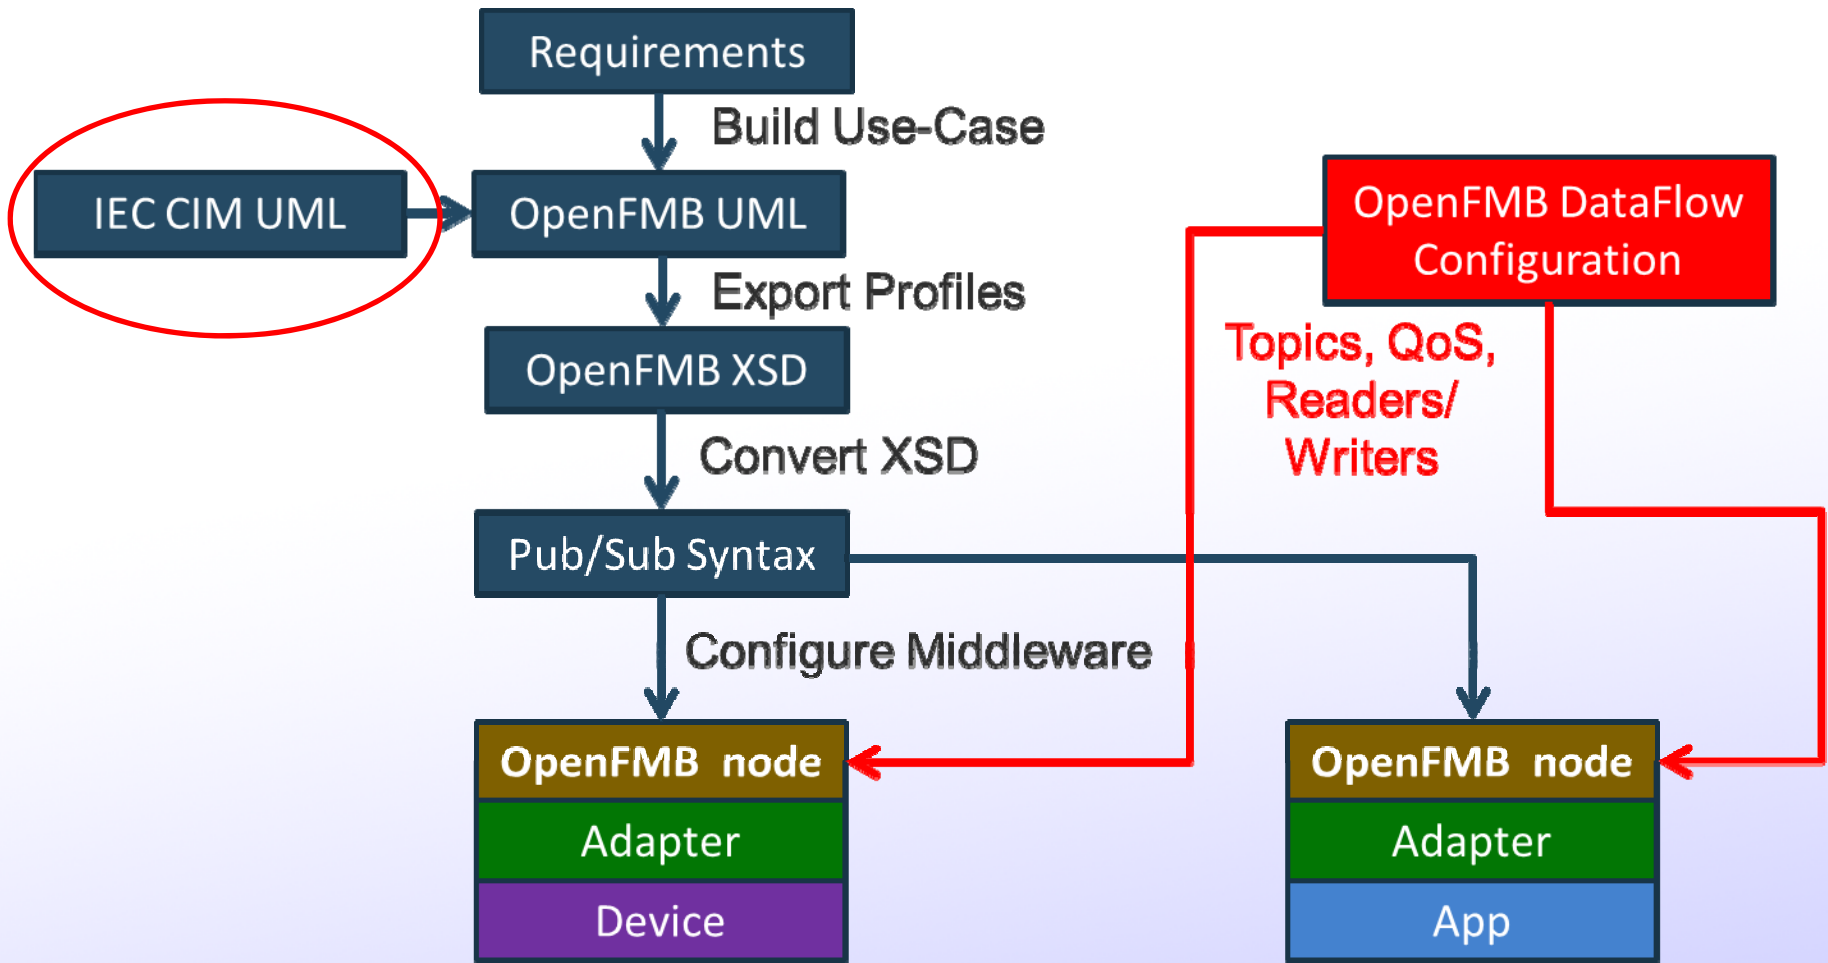 Requirements
Build Use-Case
IEC CIM UML
OpenFMB UML
OpenFMB DataFlow
Configuration
Export Profiles
Topics, QoS,
Readers/
Writers
OpenFMB XSD
Convert XSD
Pub/Sub Syntax
Configure Middleware
OpenFMB node
Adapter
Device
OpenFMB node
Adapter
App